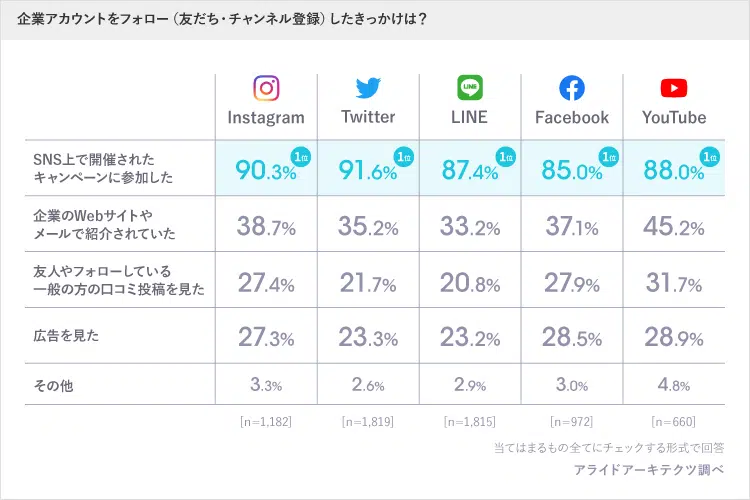 企業アカウントをフォロー（友だち・チャンネル登録）したきっかけは？
LINE
Instagram Twitter LINE Facebook YouTube
SNS上で開催された
キャンペーンに参加した
90.3% 1位 91.6% 1位 87.4% 1位 85.0% 1位 88.0% 1位
企業のWebサイトや
メールで紹介されていた
38.7% 35.2% 33.2% 37.1% 45.2%
友人やフォローしている
一般の方の口コミ投稿を見た
27.4% 21.7% 20.8% 27.9% 31.7%
広告を見た 27.3% 23.3% 23.2% 28.5% 28.9%
その他 3.3% 2.6% 2.9% 3.0% 4.8%
[n=1,182] [n=1,819] [n=1,815] [n=972] [n=660]
当てはまるもの全てにチェックする形式で回答
アライドアーキテクツ調べ